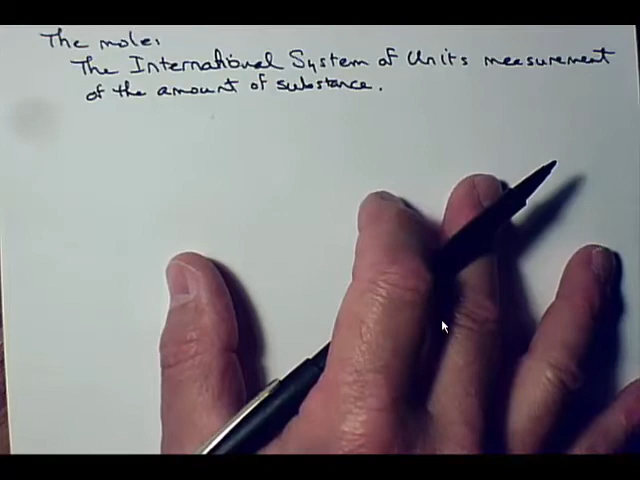 The mole:
The International System of Units measurement
of the amount of substance.